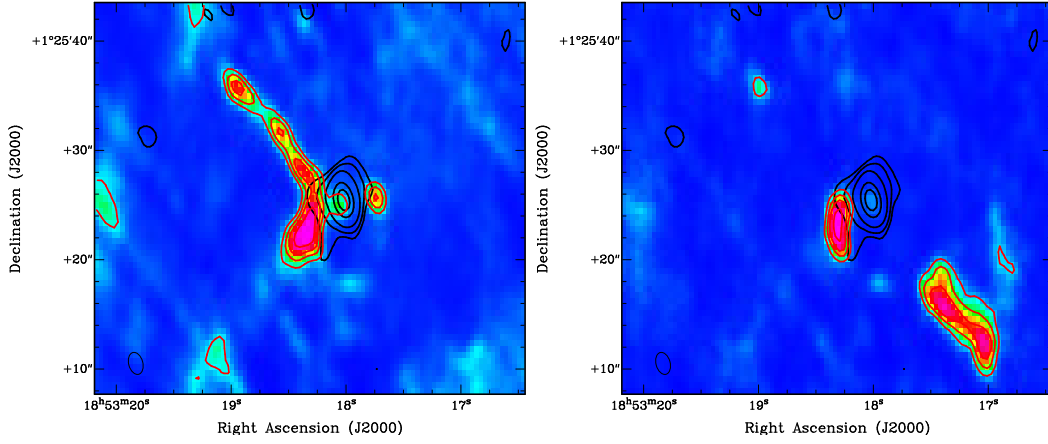 +1°25'40"
+30"
+20"
+10"
Declination (J2000)
18ʰ53ᵐ20ˢ
19ˢ
18ˢ
17ˢ
Right Ascension (J2000)
+1°25'40"
+30"
+20"
+10"
Declination (J2000)
18ʰ53ᵐ20ˢ
19ˢ
18ˢ
17ˢ
Right Ascension (J2000)